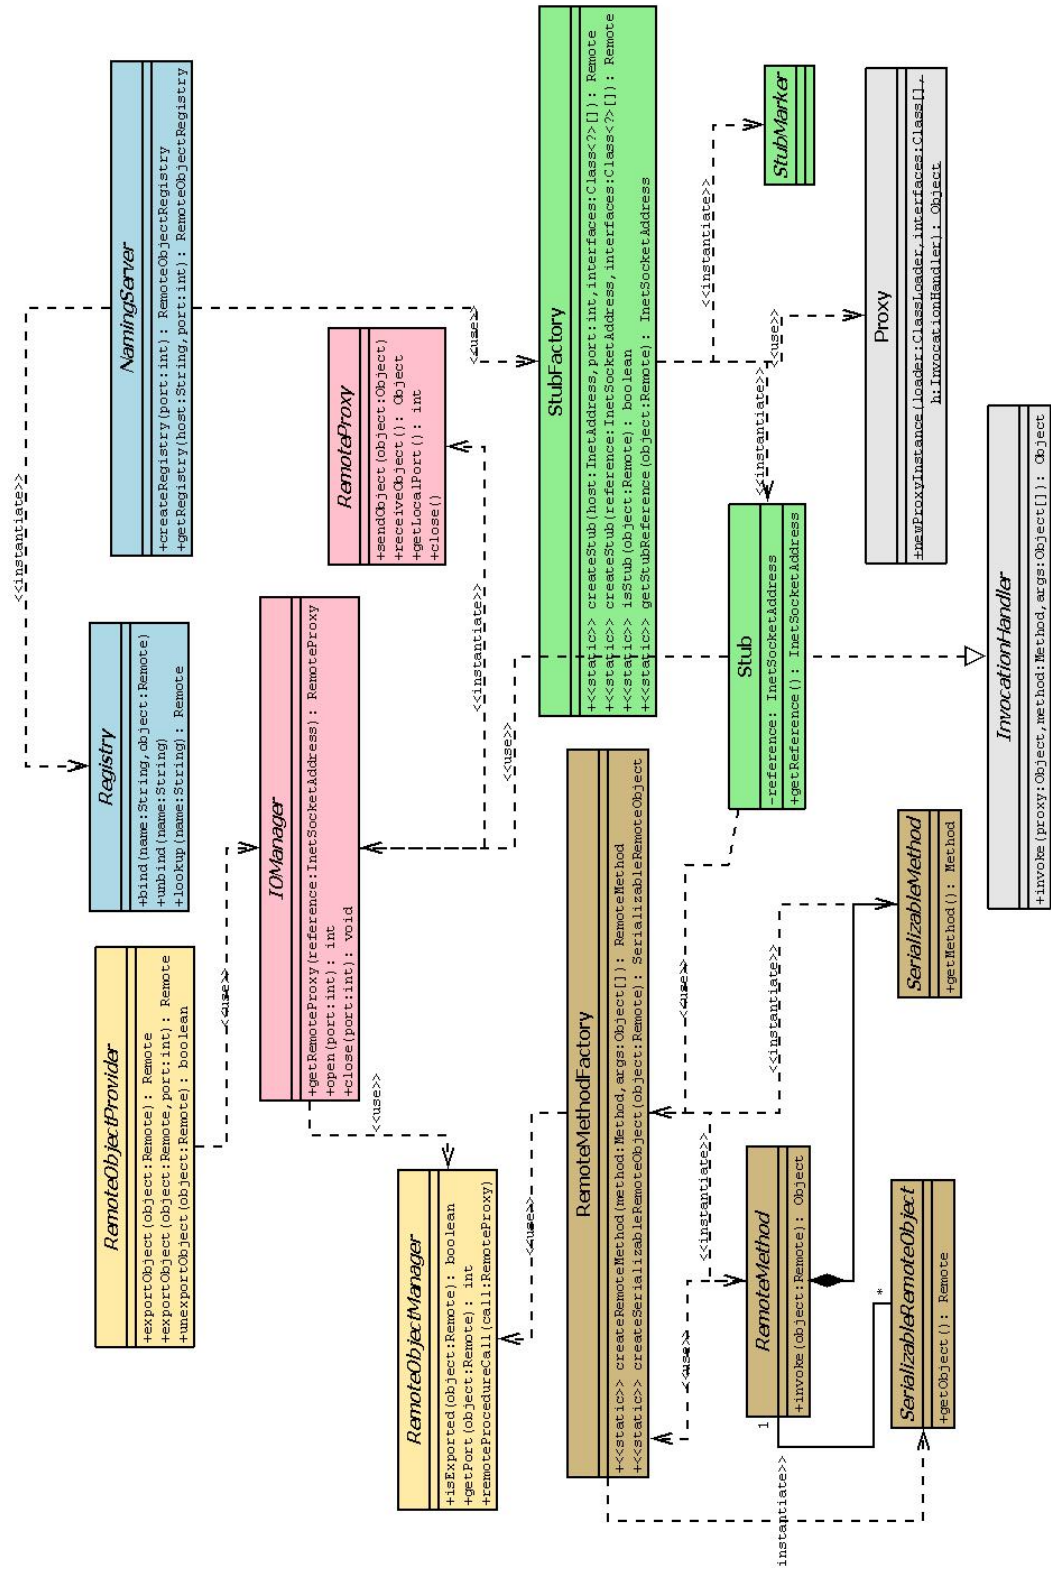 NamingServer
+createRegistry(port:int): RemoteObjectRegistry
+getRegistry(host:String,port:int): RemoteObjectRegistry
<<instantiate>>
<<use>>
Registry
+bind(name:String,object:Remote)
+unbind(name:String)
+lookup(name:String): Remote
RemoteObjectProvider
+exportObject(object:Remote): Remote
+exportObject(object:Remote,port:int): Remote
+unexportObject(object:Remote): boolean
<<use>>
RemoteProxy
+sendObject(object:Object)
+receiveObject(): Object
+getLocalPort(): int
+close()
<<instantiate>>
IOManager
+getRemoteProxy(reference:InetSocketAddress): RemoteProxy
+open(port:int): int
+close(port:int): void
<<use>>
<<use>>
RemoteObjectManager
+isExported(object:Remote): boolean
+getPort(object:Remote): int
+remoteProcedureCall(call:RemoteProxy)
<<use>>
StubFactory
+<<static>> createStub(host:InetAddress,port:int,interfaces:Class<?>[]): Remote
+<<static>> createStub(reference:InetSocketAddress,interfaces:Class<?>[]): Remote
+<<static>> isStub(object:Remote): boolean
+<<static>> getStubReference(object:Remote): InetSocketAddress
<<instantiate>>
<<instantiate>>
<<use>>
StubMarker
RemoteMethodFactory
+<<static>> createRemoteMethod(method:Method,args:Object[]): RemoteMethod
+<<static>> createSerializableRemoteObject(object:Remote): SerializableRemoteObject
<<use>>
<<instantiate>>
<<instantiate>>
<<use>>
instantiate>>
Stub
-reference: InetSocketAddress
+getReference(): InetSocketAddress
Proxy
+newProxyInstance(loader:ClassLoader,interfaces:Class[],
h:InvocationHandler): Object
RemoteMethod
+invoke(object:Remote): Object
1
*
SerializableMethod
+getMethod(): Method
SerializableRemoteObject
+getObject(): Remote
InvocationHandler
+invoke(proxy:Object,method:Method,args:Object[]): Object